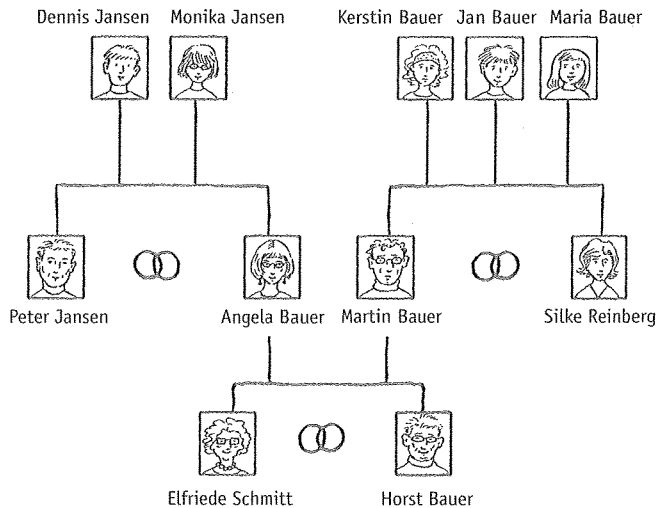 Dennis Jansen Monika Jansen Kerstin Bauer Jan Bauer Maria Bauer
Peter Jansen Angela Bauer Martin Bauer Silke Reinberg
Elfriede Schmitt Horst Bauer